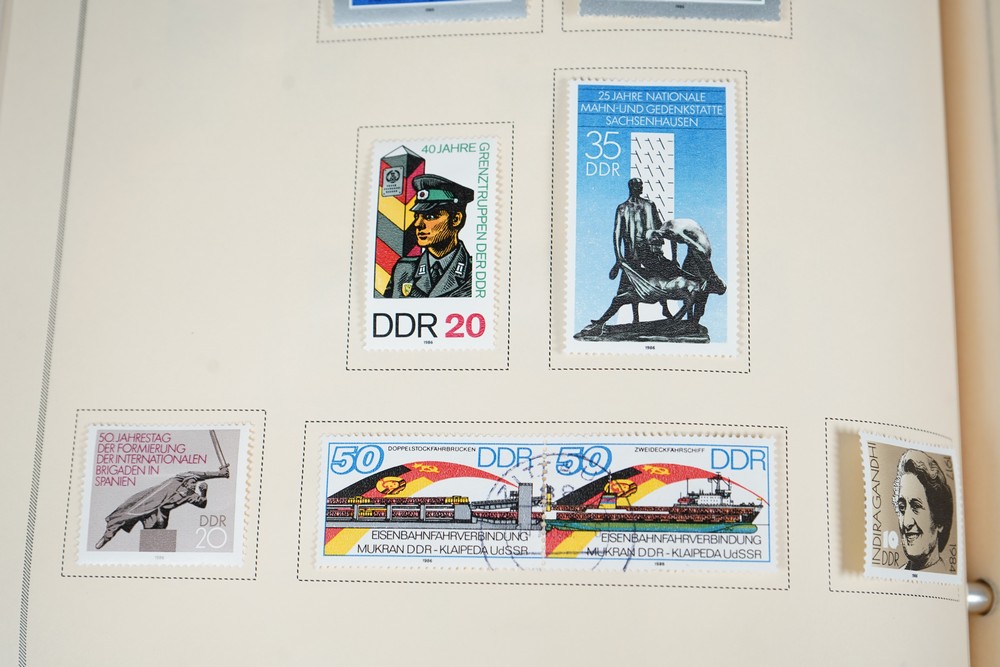 25 JAHRE NATIONALE
MAHN-UND GEDENKSTÄTTE
SACHSENHAUSEN
35
DDR
1986
40 JAHRE
GRENZTRUPPEN DER DDR
DDR 20
1986
50. JAHRESTAG
DER FORMIERUNG
DER INTERNATIONALEN
BRIGADEN IN
SPANIEN
DDR
20
1986
50
DOPPELSTOCKFÄHRBRÜCKEN
DDR
EISENBAHNFÄHRVERBINDUNG
MUKRAN DDR - KLAIPEDA UdSSR
1986
50
ZWEIDECKFÄHRSCHIFF
DDR
EISENBAHNFÄHRVERBINDUNG
MUKRAN DDR - KLAIPEDA UdSSR
1986
INDIRA GANDHI
10
DDR
1984